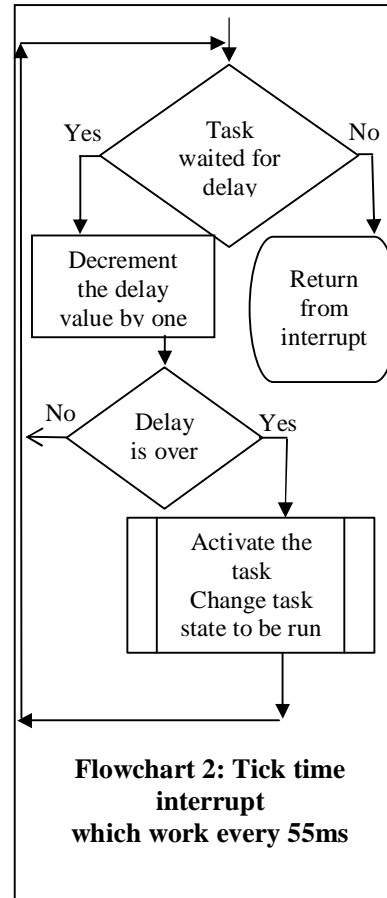 Yes
Task
waited for
delay
No
Decrement
the delay
value by one
Return
from
interrupt
No
Delay
is over
Yes
Activate the
task
Change task
state to be run
Flowchart 2: Tick time
interrupt
which work every 55ms